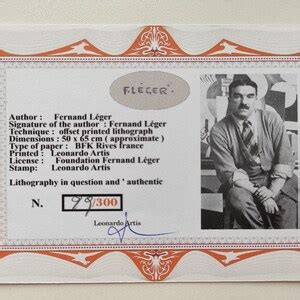 F.LÉGER.
Author : Fernand Léger
Signature of the author : Fernand Léger
Technique : offset printed lithograph
Dimensions : 50 x 65 cm ( approximate )
Type of paper : BFK Rives france
Printed : Leonardo Artis
License : Foundation Fernand Léger
Stamp: Leonardo Artis
Lithography in question and ' authentic
N. 99/300
Leonardo Artis